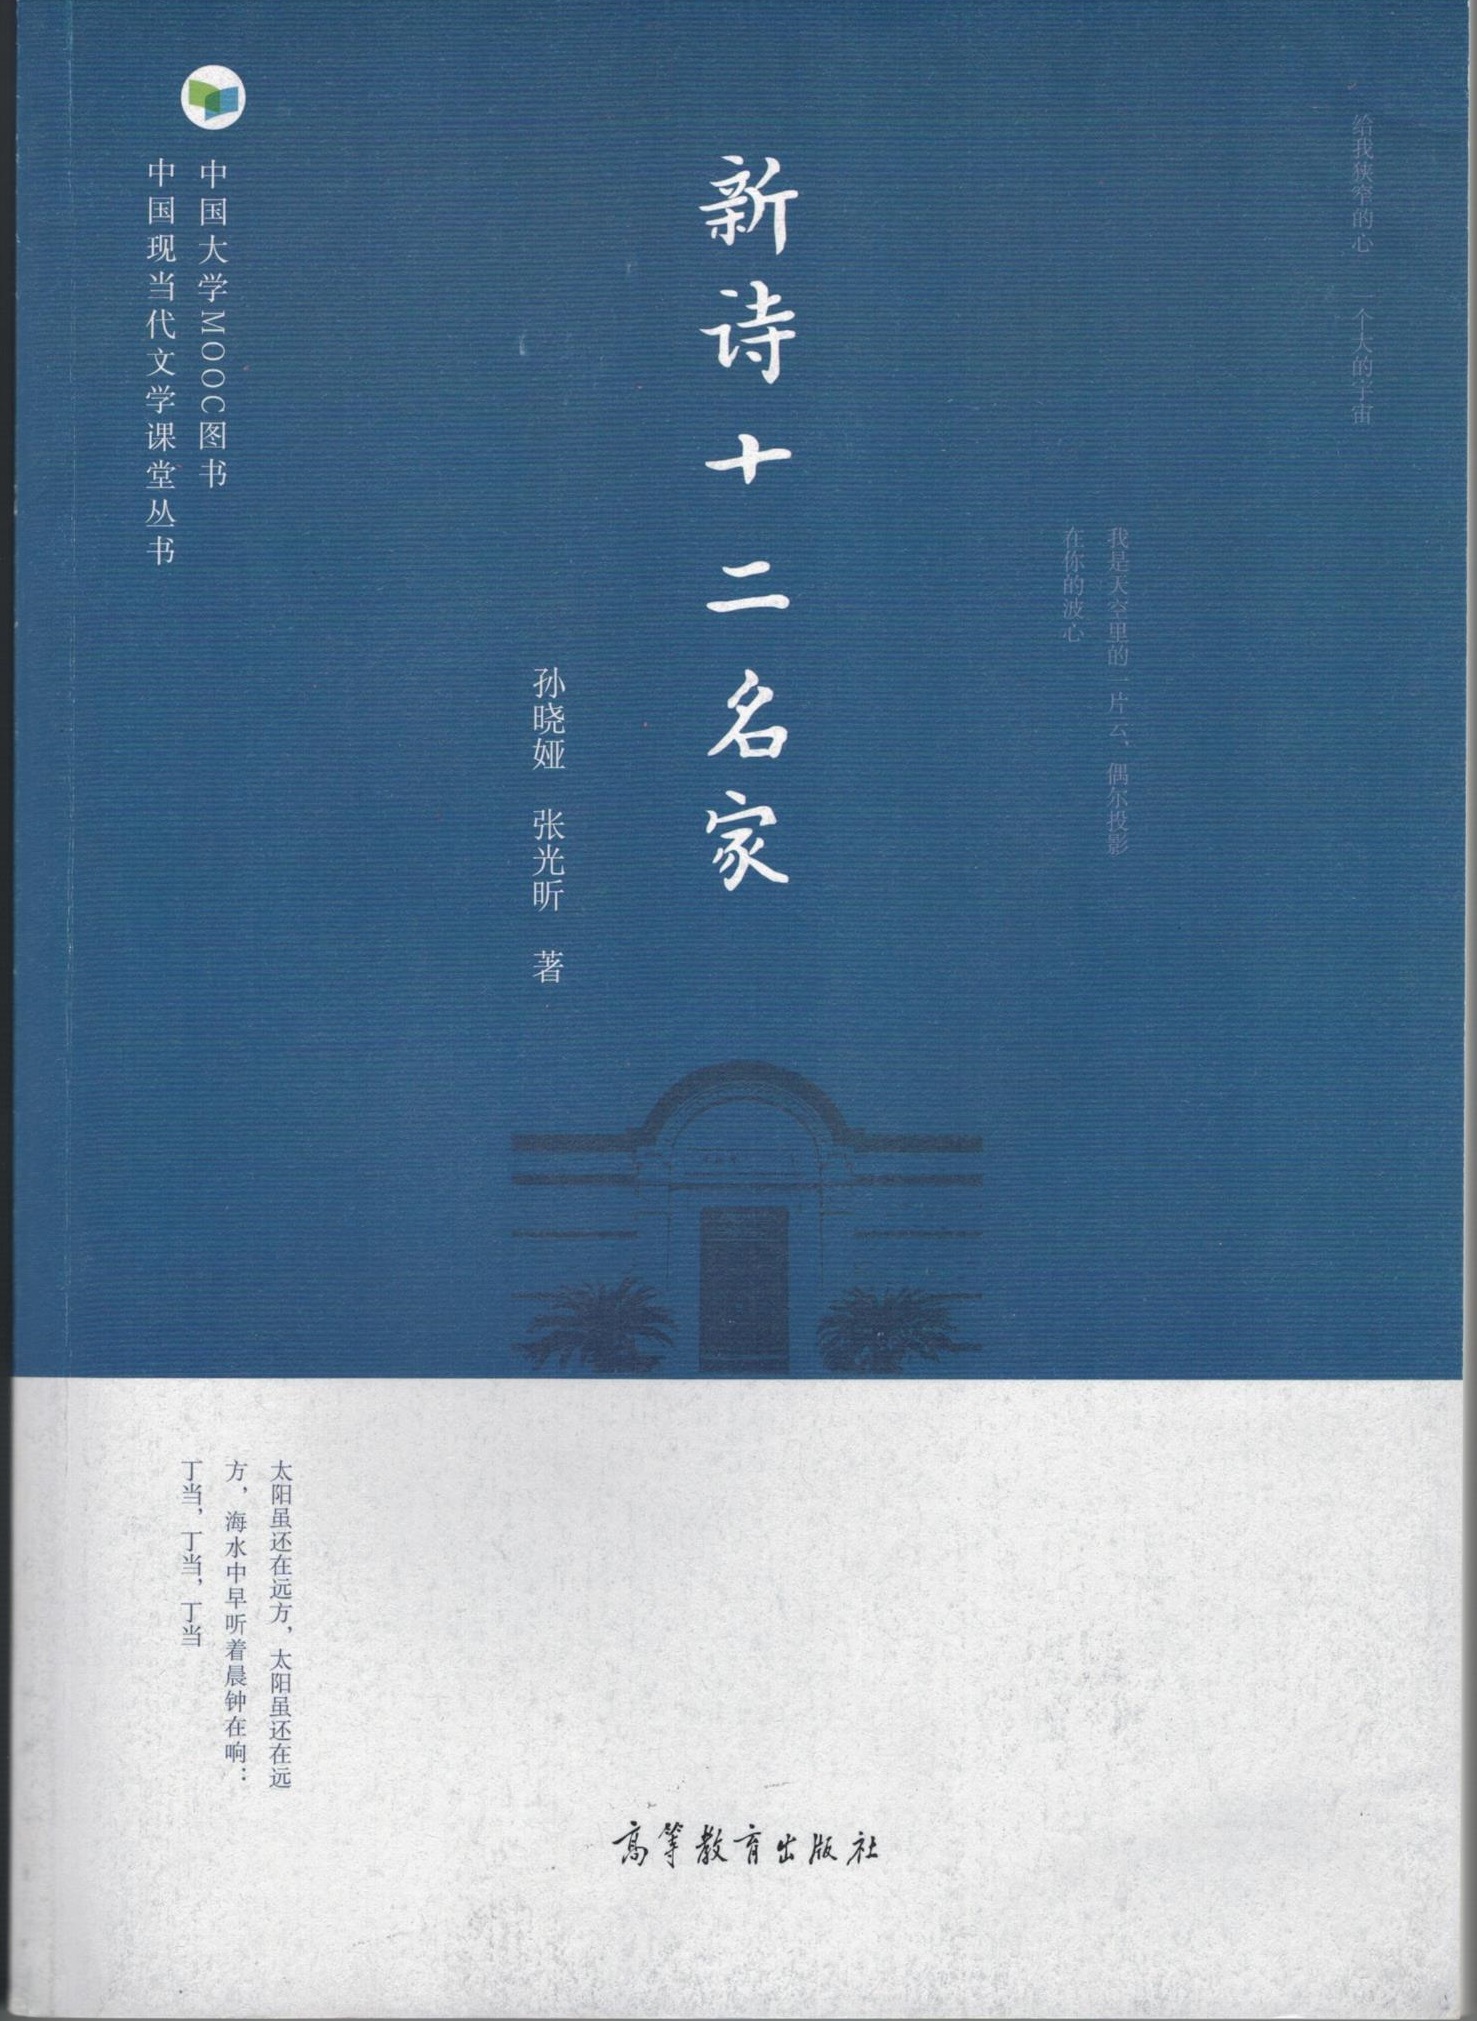 中国大学MOOC图书
中国现当代文学课堂丛书
新诗十二名家
孙晓娅 张光昕 著
给我狭窄的心 一个大的宇宙
我是天空里的一片云，偶尔投影
在你的波心
太阳虽还在远方，太阳虽还在远
方，海水中早听着晨钟在响：
丁当，丁当，丁当
高等教育出版社